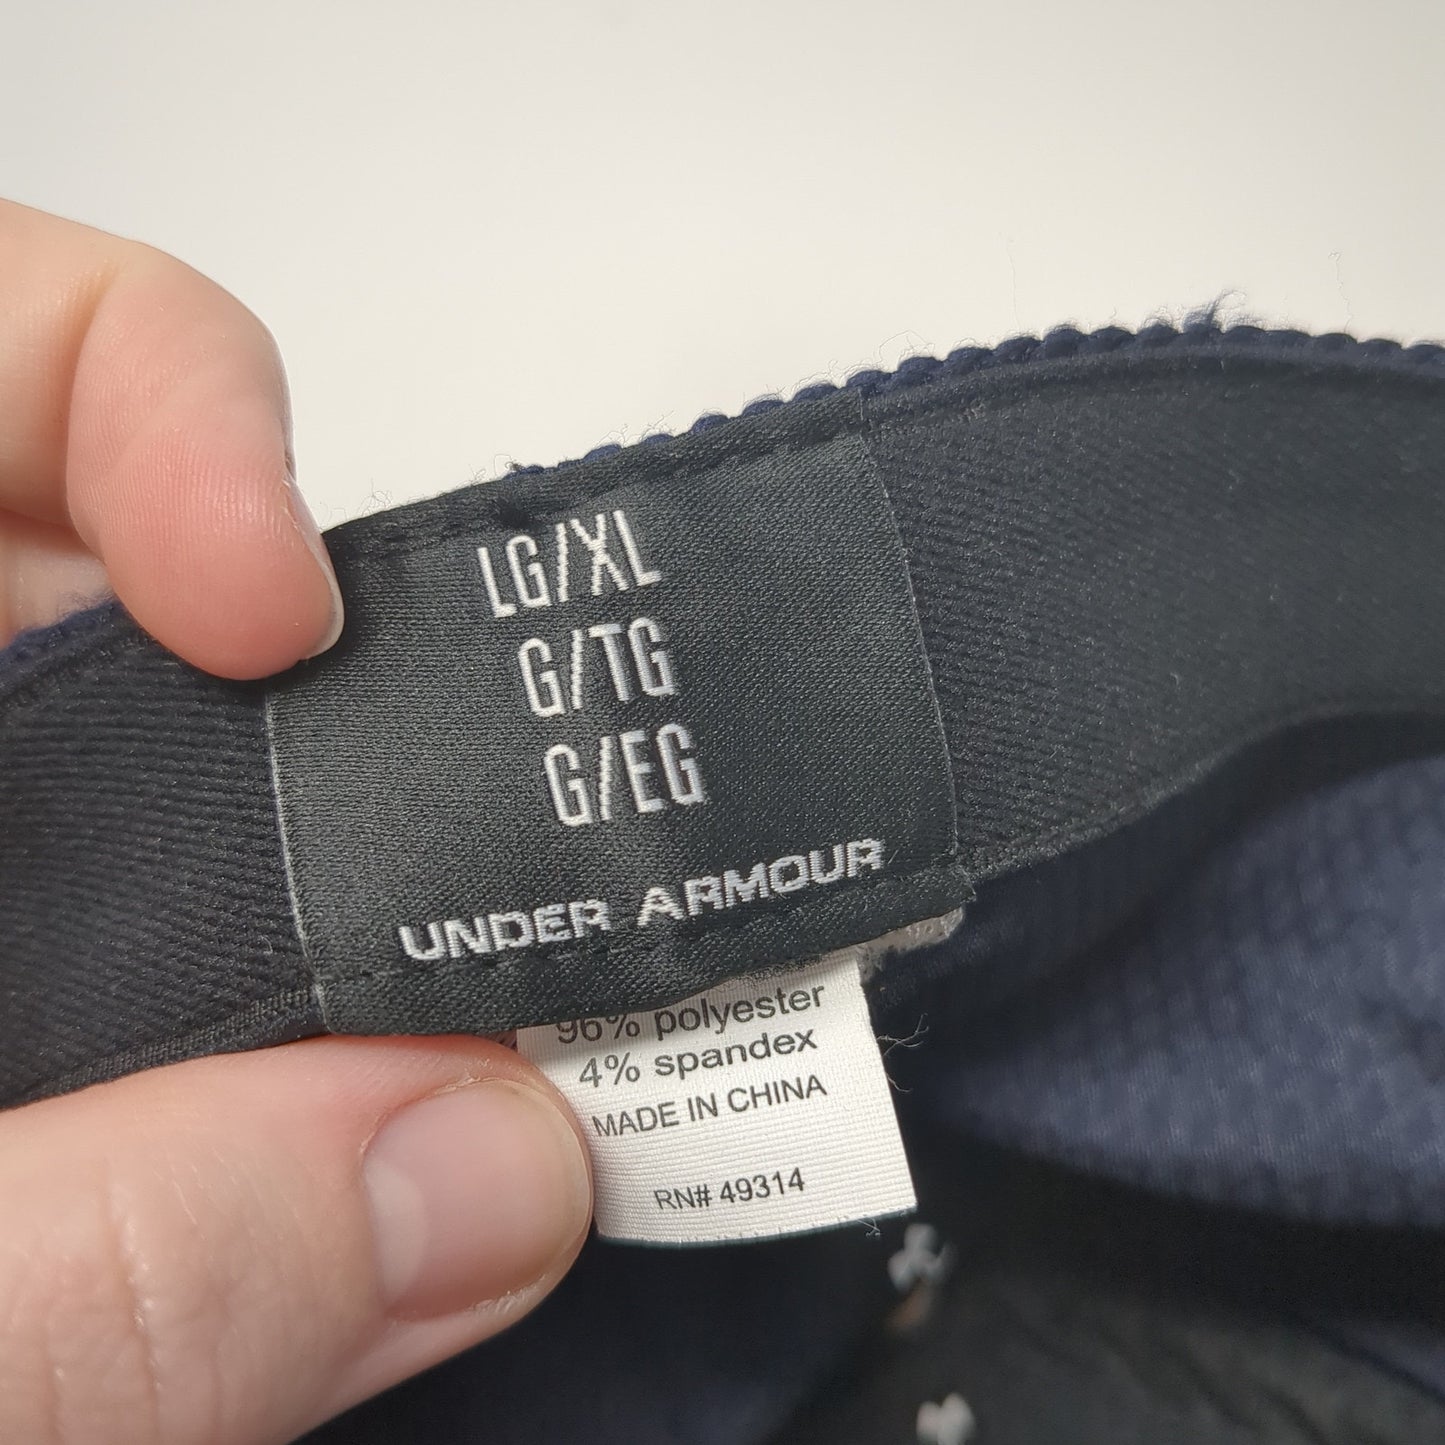 LG/XL
G/TG
G/EG
UNDER ARMOUR
96% polyester
4% spandex
MADE IN CHINA
RN# 49314